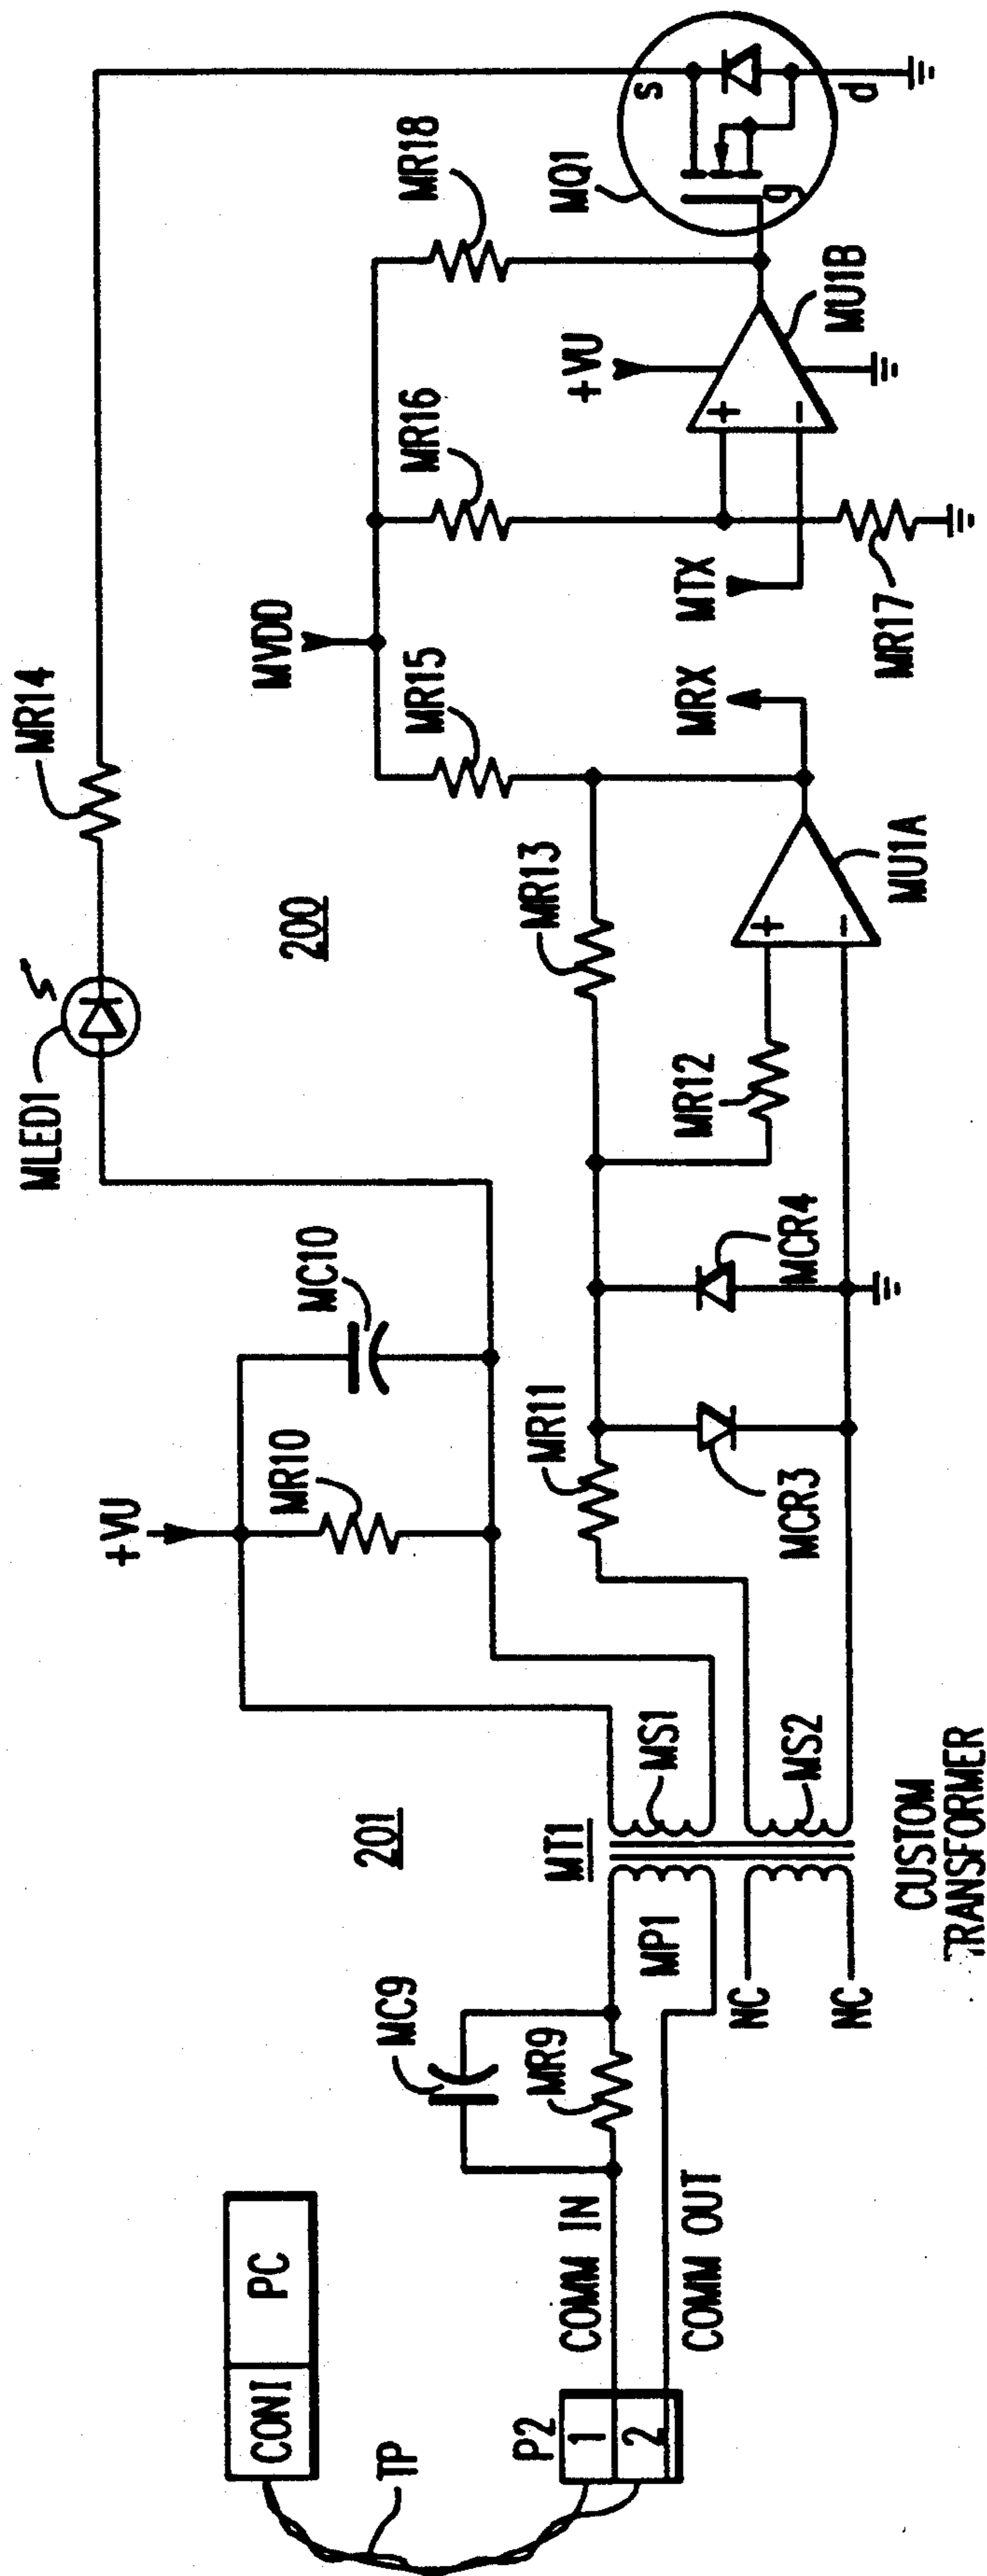 MLED1
MR14
200
201
+VU
MR10
MC10
MVDD
MR15
MR16
MR18
MQ1
s
g
d
+VU
MU1B
+
-
MTX
MR17
MRX
MR13
MR12
MU1A
+
-
MR11
MCR3
MCR4
MT1
MS1
MS2
MP1
NC
NC
CUSTOM
TRANSFORMER
MC9
MR9
COMM IN
COMM OUT
CONI
PC
TP
P2
1
2